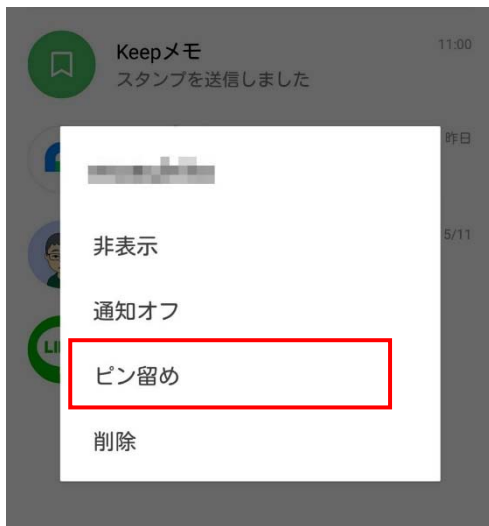 Keepメモ
11:00
スタンプを送信しました
昨日
5/11
非表示
通知オフ
ピン留め
削除
LI